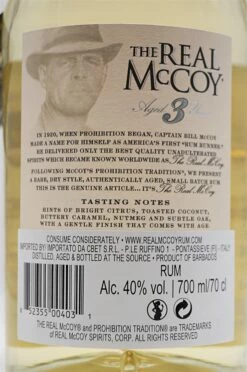 THE REAL
McCOY
Aged 3
IN 1920, WHEN PROHIBITION BEGAN, CAPTAIN BILL McCOY
MADE A NAME FOR HIMSELF AS AMERICA'S FIRST "RUM RUNNER"
HE DELIVERED ONLY THE BEST QUALITY UNADULTERATED
SPIRITS WHICH BECAME KNOWN WORLDWIDE AS The Real McCoy
FOLLOWING McCOY'S PROHIBITION TRADITION®, WE PRESENT
A RARE, DRY STYLE, AUTHENTICALLY AGED, SMALL BATCH RUM
THIS IS THE GENUINE ARTICLE... IT'S The Real McCoy
TASTING NOTES
HINTS OF BRIGHT CITRUS, TOASTED COCONUT,
BUTTERY CARAMEL, NUTMEG AND SUBTLE OLE,
WITH A GENTLE FINISH THAT COMES WITH AGE.
CONSUME CONSIDERATELY • WWW.REALMCCOYRUM.COM
IMPORTED BY/ IMPORTATO DA CBET S.R.L. - P.LE RUFFINO 1 - PONTASSIEVE (FI) - ITALY
DISTILLED, AGED & BOTTLED AT THE SOURCE • PRODUCT OF BARBADOS
RUM
Alc. 40% vol. | 700 ml/70 cl
52355 00403
THE REAL McCOY® and PROHIBITION TRADITION® are TRADEMARKS
of REAL McCOY SPIRITS, CORP. ALL RIGHTS RESERVED